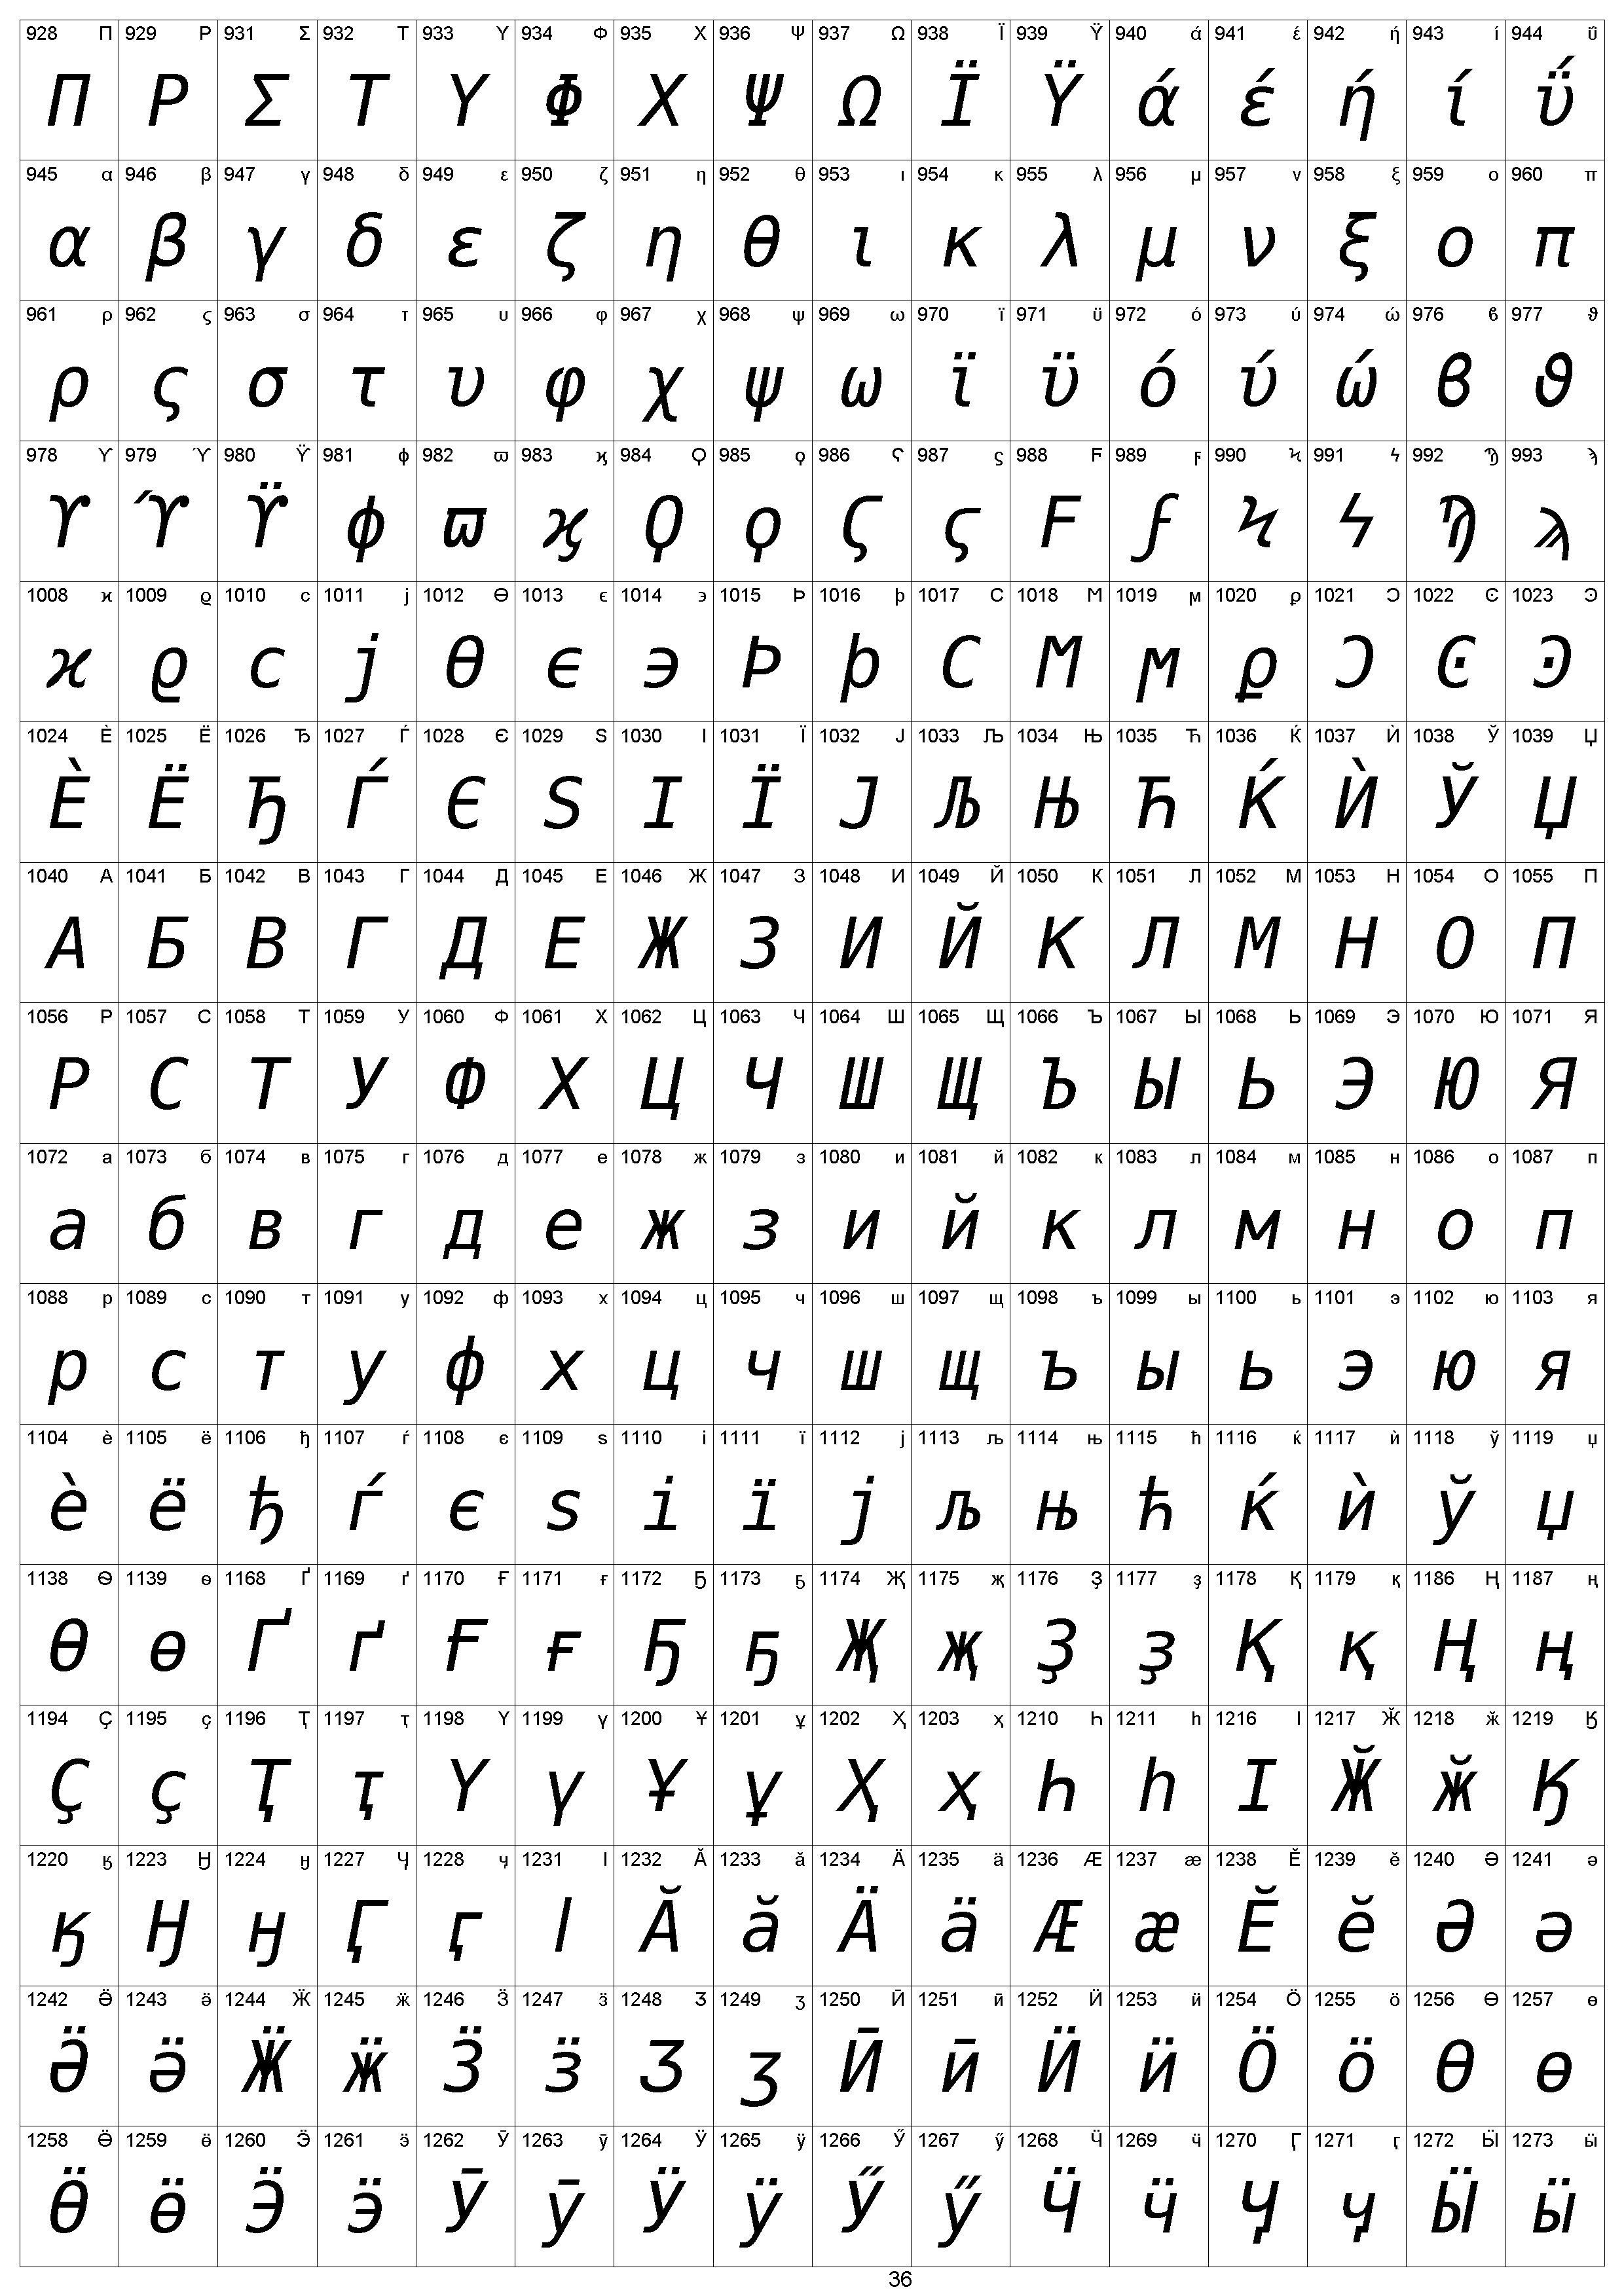 928 Π 929 Ρ 931 Σ 932 Τ 933 Υ 934 Φ 935 Χ 936 Ψ 937 Ω 938 Ϊ 939 Ϋ 940 ά 941 έ 942 ή 943 ί 944 ΰ
Π Ρ Σ Τ Υ Φ Χ Ψ Ω Ϊ Ϋ ά έ ή ί ΰ
945 α 946 β 947 γ 948 δ 949 ε 950 ζ 951 η 952 θ 953 ι 954 κ 955 λ 956 μ 957 ν 958 ξ 959 ο 960 π
α β γ δ ε ζ η θ ι κ λ μ ν ξ ο π
961 ρ 962 ς 963 σ 964 τ 965 υ 966 φ 967 χ 968 ψ 969 ω 970 ϊ 971 ϋ 972 ό 973 ύ 974 ώ 976 ϐ 977 ϑ
ρ ς σ τ υ φ χ ψ ω ϊ ϋ ό ύ ώ ϐ ϑ
978 ϒ 979 ϓ 980 ϔ 981 ϕ 982 ϖ 983 ϗ 984 Ϙ 985 ϙ 986 Ϛ 987 ϛ 988 Ϝ 989 ϝ 990 Ϟ 991 ϟ 992 Ϡ 993 ϡ
ϒ ϓ ϔ ϕ ϖ ϗ Ϙ ϙ Ϛ ϛ Ϝ ϝ Ϟ ϟ Ϡ ϡ
1008 ϰ 1009 ϱ 1010 ϲ 1011 ϳ 1012 ϴ 1013 ϵ 1014 ϶ 1015 Ϸ 1016 ϸ 1017 Ϲ 1018 Ϻ 1019 ϻ 1020 ϼ 1021 Ͻ 1022 Ͼ 1023 Ͽ
ϰ ϱ ϲ ϳ ϴ ϵ ϶ Ϸ ϸ Ϲ Ϻ ϻ ϼ Ͻ Ͼ Ͽ
1024 Ѐ 1025 Ё 1026 Ђ 1027 Ѓ 1028 Є 1029 Ѕ 1030 І 1031 Ї 1032 Ј 1033 Љ 1034 Њ 1035 Ћ 1036 Ќ 1037 Ѝ 1038 Ў 1039 Џ
Ѐ Ё Ђ Ѓ Є Ѕ І Ї Ј Љ Њ Ћ Ќ Ѝ Ў Џ
1040 А 1041 Б 1042 В 1043 Г 1044 Д 1045 Е 1046 Ж 1047 З 1048 И 1049 Й 1050 К 1051 Л 1052 М 1053 Н 1054 О 1055 П
А Б В Г Д Е Ж З И Й К Л М Н О П
1056 Р 1057 С 1058 Т 1059 У 1060 Ф 1061 Х 1062 Ц 1063 Ч 1064 Ш 1065 Щ 1066 Ъ 1067 Ы 1068 Ь 1069 Э 1070 Ю 1071 Я
Р С Т У Ф Х Ц Ч Ш Щ Ъ Ы Ь Э Ю Я
1072 а 1073 б 1074 в 1075 г 1076 д 1077 е 1078 ж 1079 з 1080 и 1081 й 1082 к 1083 л 1084 м 1085 н 1086 о 1087 п
а б в г д е ж з и й к л м н о п
1088 р 1089 с 1090 т 1091 у 1092 ф 1093 х 1094 ц 1095 ч 1096 ш 1097 щ 1098 ъ 1099 ы 1100 ь 1101 э 1102 ю 1103 я
р с т у ф х ц ч ш щ ъ ы ь э ю я
1104 ѐ 1105 ё 1106 ђ 1107 ѓ 1108 є 1109 ѕ 1110 і 1111 ї 1112 ј 1113 љ 1114 њ 1115 ћ 1116 ќ 1117 ѝ 1118 ў 1119 џ
ѐ ё ђ ѓ є ѕ і ї ј љ њ ћ ќ ѝ ў џ
1138 Ѳ 1139 ѳ 1168 Ґ 1169 ґ 1170 Ғ 1171 ғ 1172 Ҕ 1173 ҕ 1174 Җ 1175 җ 1176 Ҙ 1177 ҙ 1178 Қ 1179 қ 1186 Ң 1187 ң
Ѳ ѳ Ґ ґ Ғ ғ Ҕ ҕ Җ җ Ҙ ҙ Қ қ Ң ң
1194 Ҫ 1195 ҫ 1196 Ҭ 1197 ҭ 1198 Ү 1199 ү 1200 Ұ 1201 ұ 1202 Ҳ 1203 ҳ 1210 Һ 1211 һ 1216 Ӏ 1217 Ӂ 1218 ӂ 1219 Ӄ
Ҫ ҫ Ҭ ҭ Ү ү Ұ ұ Ҳ ҳ Һ һ Ӏ Ӂ ӂ Ӄ
1220 ӄ 1223 Ӈ 1224 ӈ 1227 Ӌ 1228 ӌ 1231 ӏ 1232 Ӑ 1233 ӑ 1234 Ӓ 1235 ӓ 1236 Ӕ 1237 ӕ 1238 Ӗ 1239 ӗ 1240 Ә 1241 ә
ӄ Ӈ ӈ Ӷ ӷ ӏ Ӑ ӑ Ӓ ӓ Ӕ ӕ Ӗ ӗ Ә ә
1242 Ӛ 1243 ӛ 1244 Ӝ 1245 ӝ 1246 Ӟ 1247 ӟ 1248 Ӡ 1249 ӡ 1250 Ӣ 1251 ӣ 1252 Ӥ 1253 ӥ 1254 Ӧ 1255 ӧ 1256 Ө 1257 ө
Ӛ ӛ Ӝ ӝ Ӟ ӟ Ӡ ӡ Ӣ ӣ Ӥ ӥ Ӧ ӧ Ө ө
1258 Ӫ 1259 ӫ 1260 Ӭ 1261 ӭ 1262 Ӯ 1263 ӯ 1264 Ӱ 1265 ӱ 1266 Ӳ 1267 ӳ 1268 Ӵ 1269 ӵ 1270 Ӷ 1271 ӷ 1272 Ӹ 1273 ӹ
Ӫ ӫ Ӭ ӭ Ӯ ӯ Ӱ ӱ Ӳ ӳ Ӵ ӵ Ӌ ӌ Ӹ ӹ
36